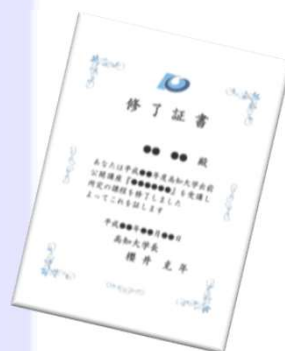 修了証書
●● ●● 殿
あなたは平成●●年度高知大学出前
公開講座『●●●●●●』を受講し
所定の課程を修了しました
よってこれを証します
平成●●年●●月●●日
高知大学長
櫻井 克年